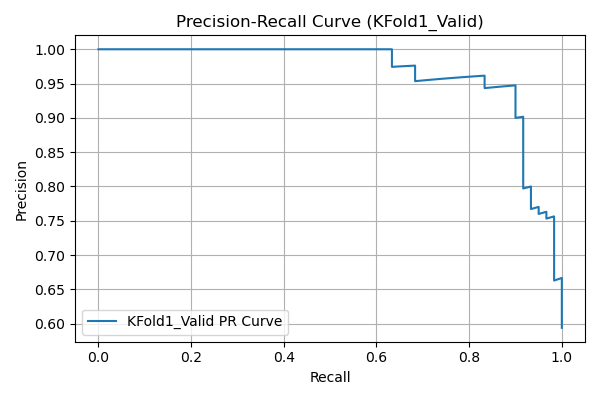 Precision-Recall Curve (KFold1_Valid)
1.00
0.95
0.90
0.85
0.80
0.75
0.70
0.65
0.60
Precision
KFold1_Valid PR Curve
0.0 0.2 0.4 0.6 0.8 1.0
Recall